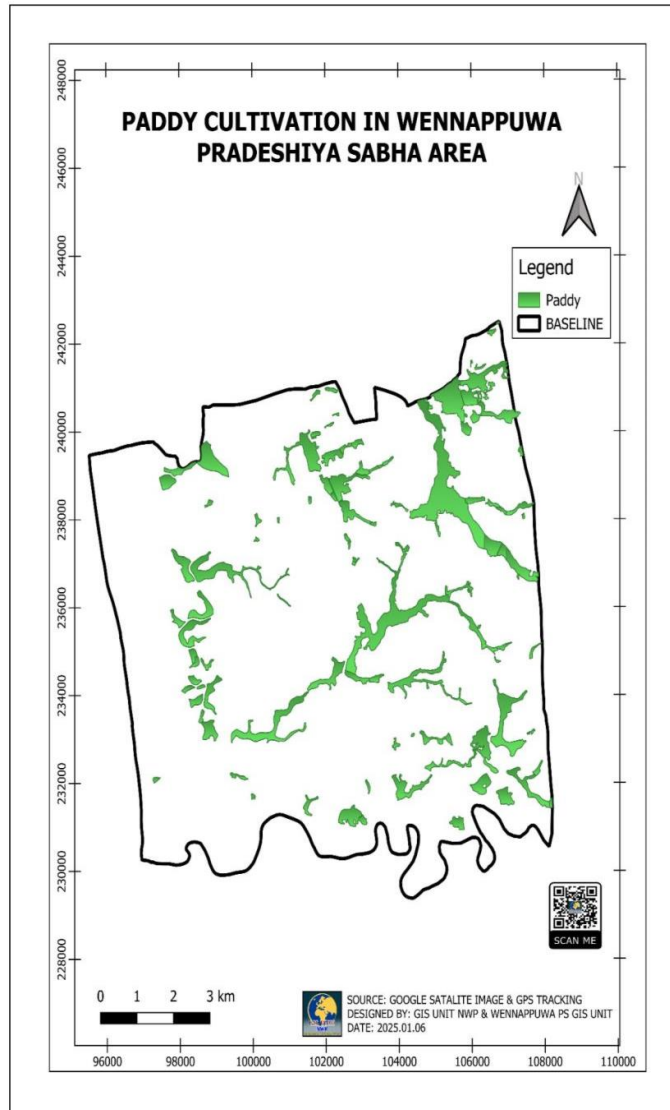 PADDY CULTIVATION IN WENNAPPUWA
PRADESHIYA SABHA AREA
N
Legend
Paddy
BASELINE
248000
246000
244000
242000
240000
238000
236000
234000
232000
230000
228000
SCAN ME
0 1 2 3 km
SOURCE: GOOGLE SATALITE IMAGE & GPS TRACKING
DESIGNED BY: GIS UNIT NWP & WENNAPPUWA PS GIS UNIT
DATE: 2025.01.06
96000 98000 100000 102000 104000 106000 108000 110000